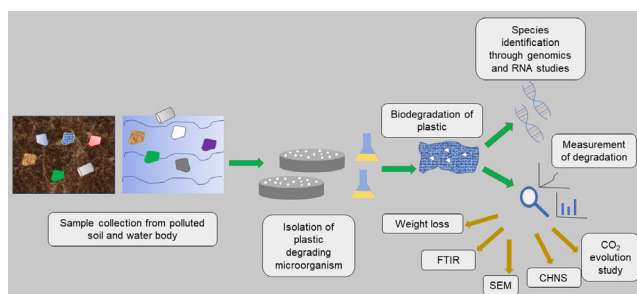 Species
identification
through genomics
and RNA studies
Biodegradation of
plastic
Measurement
of degradation
Sample collection from polluted
soil and water body
Isolation of
plastic
degrading
microorganism
Weight loss
FTIR
SEM
CHNS
CO₂
evolution
study